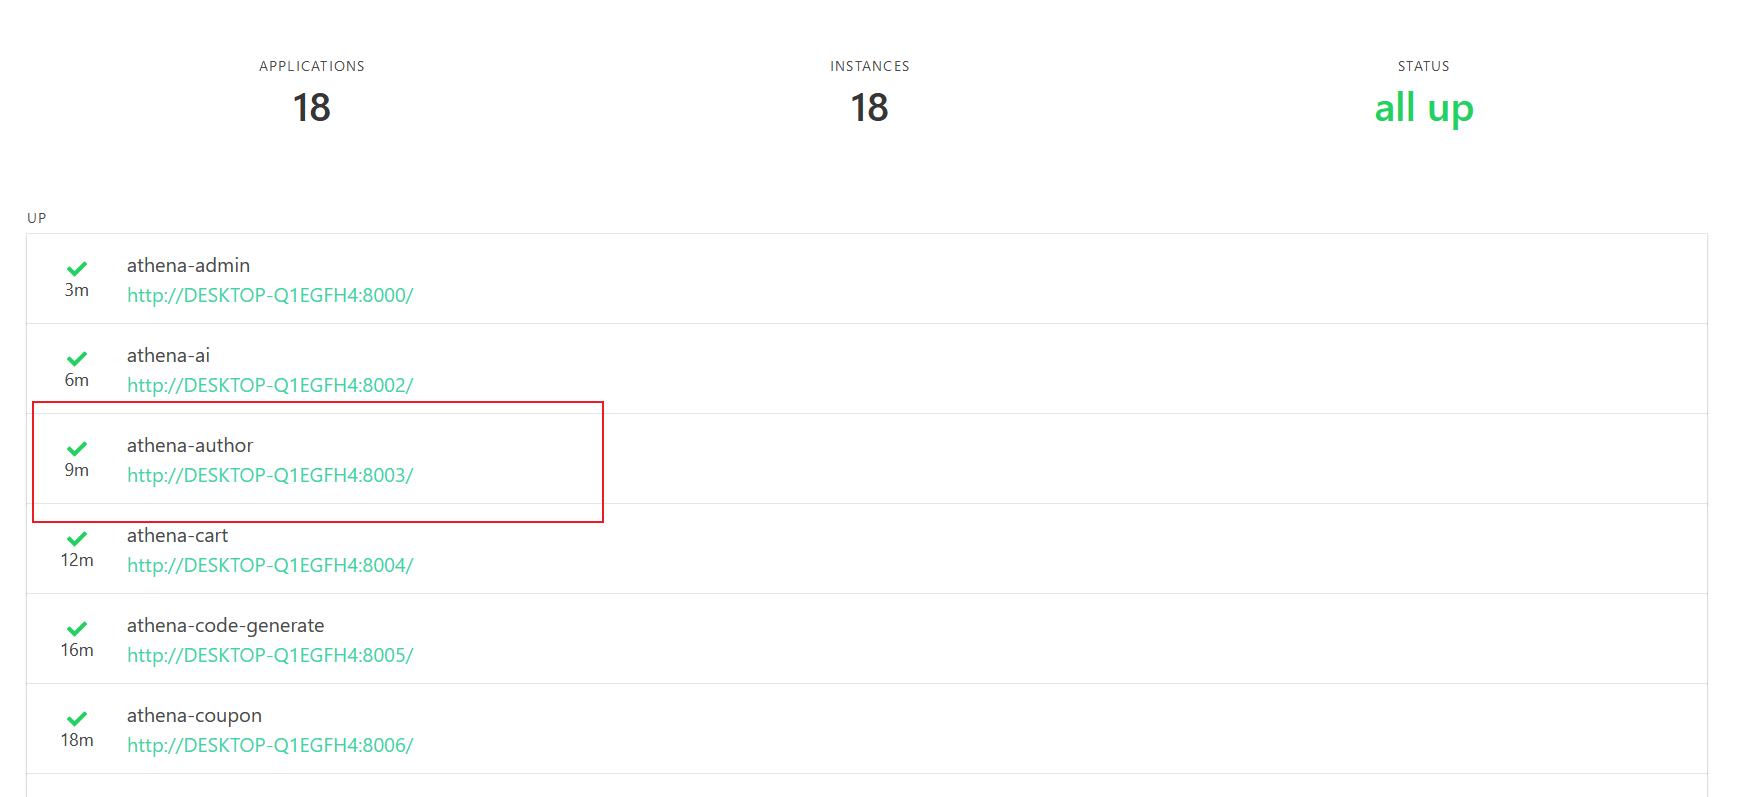 APPLICATIONS
18
INSTANCES
18
STATUS
all up
UP
athena-admin
3m
http://DESKTOP-Q1EGFH4:8000/
athena-ai
6m
http://DESKTOP-Q1EGFH4:8002/
athena-author
9m
http://DESKTOP-Q1EGFH4:8003/
athena-cart
12m
http://DESKTOP-Q1EGFH4:8004/
athena-code-generate
16m
http://DESKTOP-Q1EGFH4:8005/
athena-coupon
18m
http://DESKTOP-Q1EGFH4:8006/